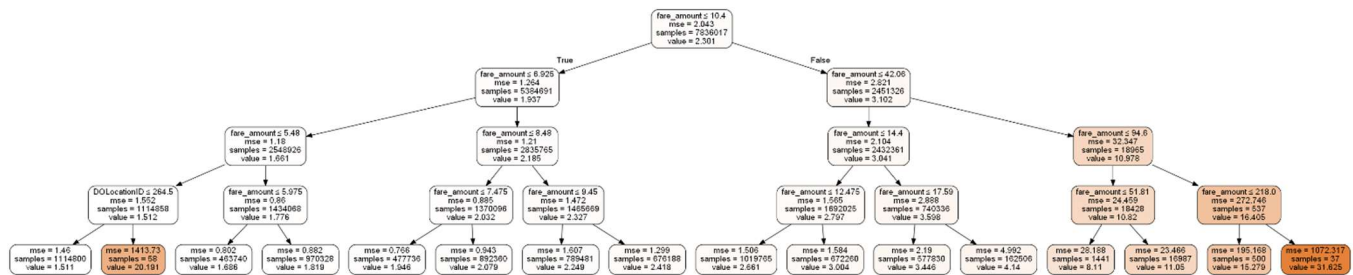 fare_amount ≤ 10.4
mse = 2.043
samples = 7836017
value = 2.301
True
False
fare_amount ≤ 6.925
mse = 1.264
samples = 5384691
value = 1.937
fare_amount ≤ 42.06
mse = 2.821
samples = 2451326
value = 3.102
fare_amount ≤ 5.48
mse = 1.18
samples = 2548926
value = 1.661
fare_amount ≤ 8.48
mse = 1.21
samples = 2835765
value = 2.185
fare_amount ≤ 14.4
mse = 2.104
samples = 2432361
value = 3.041
fare_amount ≤ 94.6
mse = 32.347
samples = 18965
value = 10.978
DOLocationID ≤ 264.5
mse = 1.552
samples = 1114858
value = 1.512
fare_amount ≤ 5.975
mse = 0.86
samples = 1434068
value = 1.776
fare_amount ≤ 7.475
mse = 0.885
samples = 1370096
value = 2.032
fare_amount ≤ 9.45
mse = 1.472
samples = 1465669
value = 2.327
fare_amount ≤ 12.475
mse = 1.565
samples = 1692025
value = 2.797
fare_amount ≤ 17.59
mse = 2.888
samples = 740336
value = 3.598
fare_amount ≤ 51.81
mse = 24.459
samples = 18428
value = 10.82
fare_amount ≤ 218.0
mse = 272.746
samples = 537
value = 16.405
mse = 1.46
samples = 1114800
value = 1.511
mse = 1413.73
samples = 58
value = 20.191
mse = 0.802
samples = 463740
value = 1.686
mse = 0.882
samples = 970328
value = 1.819
mse = 0.766
samples = 477736
value = 1.946
mse = 0.943
samples = 892360
value = 2.079
mse = 1.607
samples = 789481
value = 2.249
mse = 1.299
samples = 676188
value = 2.418
mse = 1.506
samples = 1019765
value = 2.661
mse = 1.584
samples = 672260
value = 3.004
mse = 2.19
samples = 577830
value = 3.446
mse = 4.992
samples = 162506
value = 4.14
mse = 28.188
samples = 1441
value = 8.11
mse = 23.466
samples = 16987
value = 11.05
mse = 195.168
samples = 500
value = 15.279
mse = 1072.317
samples = 37
value = 31.625